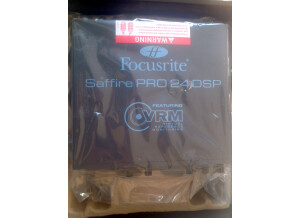 WARNING
Focusrite®
Saffire PRO 24 DSP
FEATURING
VRM